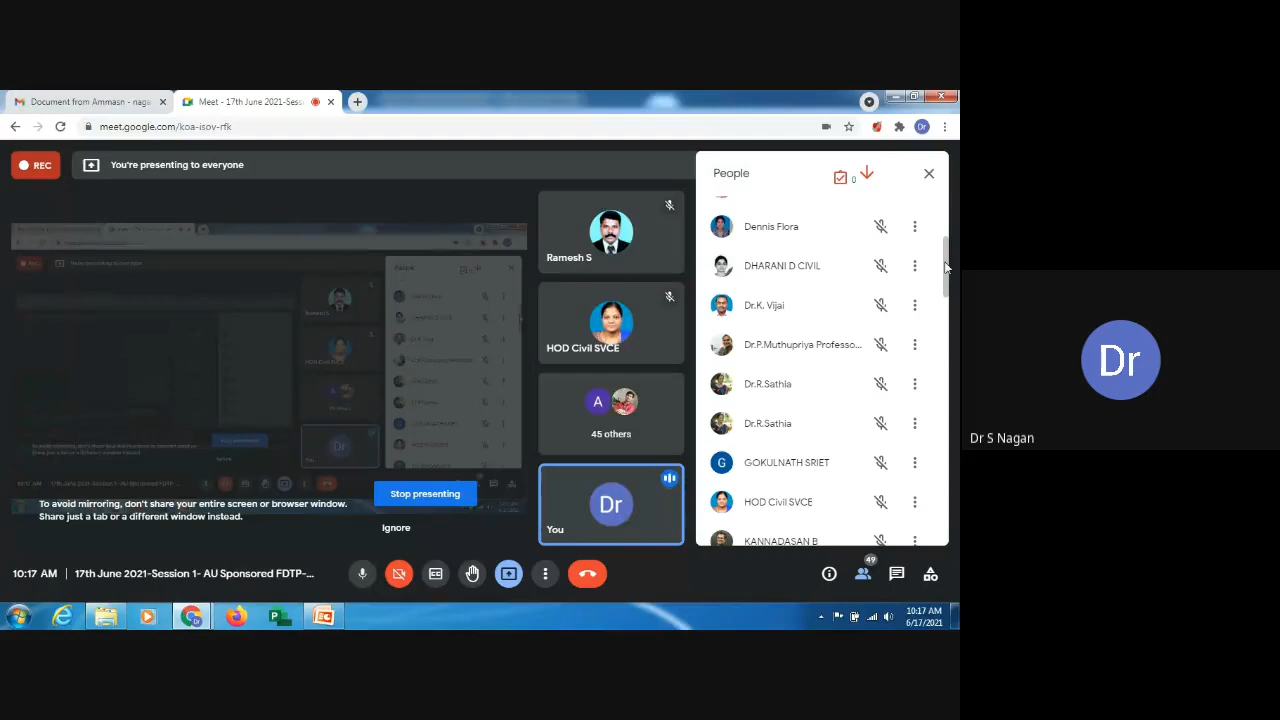 Document from Ammasn - naga
Meet - 17th June 2021-Sess
meet.google.com/koa-isov-rfk
Dr
REC
You're presenting to everyone
People
0
Ramesh S
HOD Civil SVCE
A
45 others
Dr
You
Dennis Flora
DHARANI D CIVIL
Dr.K. Vijai
Dr.P.Muthupriya Professo...
Dr.R.Sathia
Dr.R.Sathia
G
GOKULNATH SRIET
HOD Civil SVCE
KANNADASAN B
To avoid mirroring, don't share your entire screen or browser window.
Share just a tab or a different window instead.
Stop presenting
Ignore
10:17 AM | 17th June 2021-Session 1- AU Sponsored FDTP-...
49
10:17 AM
6/17/2021
Dr
Dr S Nagan